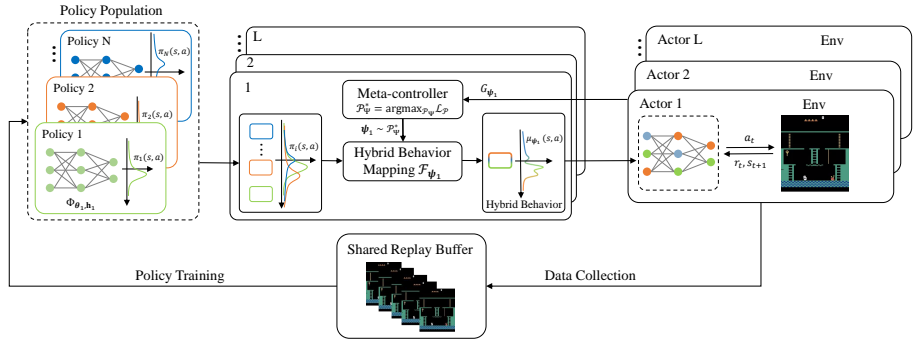 Policy Population
Policy N
π_N(s, a)
Policy 2
π_2(s, a)
Policy 1
π_1(s, a)
Φ_{θ_1,h_1}
L
2
1
Meta-controller
𝒫*_Ψ = argmax_{𝒫_Ψ} ℒ_𝒫
G_{ψ_1}
ψ_1 ~ 𝒫*_Ψ
π_i(s, a)
Hybrid Behavior
Mapping ℱ_{ψ_1}
μ_{ψ_1}(s, a)
Hybrid Behavior
Actor L
Env
Actor 2
Env
Actor 1
Env
a_t
r_t, s_{t+1}
Shared Replay Buffer
Policy Training
Data Collection